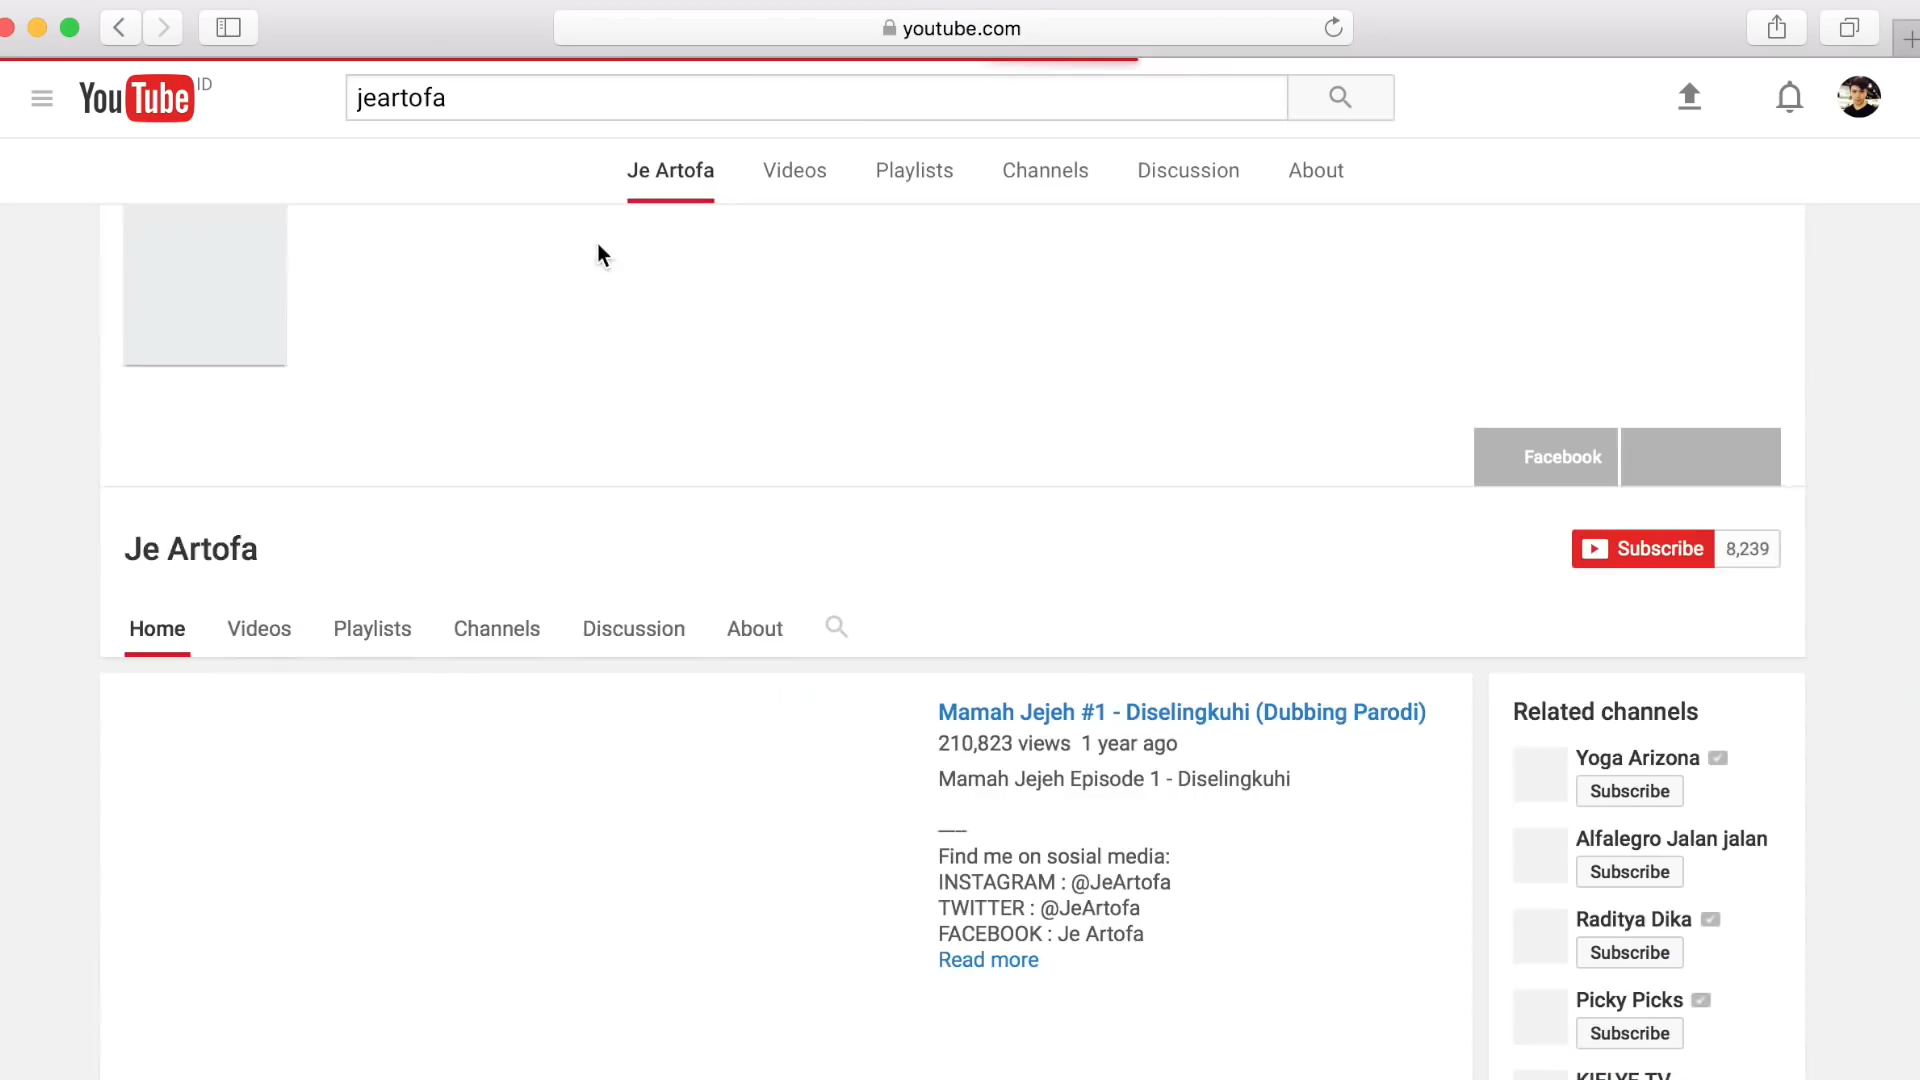 youtube.com
YouTube ID
jeartofa
Je Artofa Videos Playlists Channels Discussion About
Facebook
Je Artofa
Subscribe 8,239
Home Videos Playlists Channels Discussion About
Mamah Jejeh #1 - Diselingkuhi (Dubbing Parodi)
210,823 views 1 year ago
Mamah Jejeh Episode 1 - Diselingkuhi
___
Find me on sosial media:
INSTAGRAM : @JeArtofa
TWITTER : @JeArtofa
FACEBOOK : Je Artofa
Read more
Related channels
Yoga Arizona
Subscribe
Alfalegro Jalan jalan
Subscribe
Raditya Dika
Subscribe
Picky Picks
Subscribe